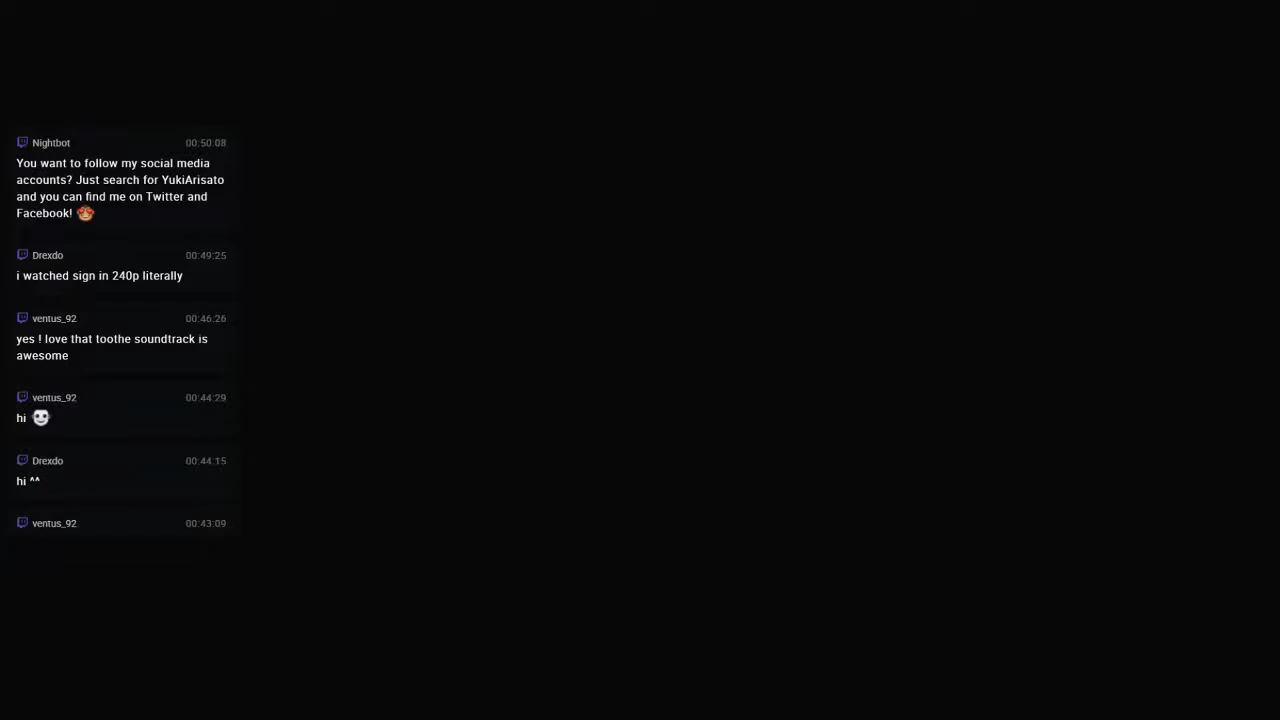 Nightbot 00:50:08
You want to follow my social media
accounts? Just search for YukiArisato
and you can find me on Twitter and
Facebook!
Drexdo 00:49:25
i watched sign in 240p literally
ventus_92 00:46:26
yes ! love that toothe soundtrack is
awesome
ventus_92 00:44:29
hi
Drexdo 00:44:15
hi ^^
ventus_92 00:43:09